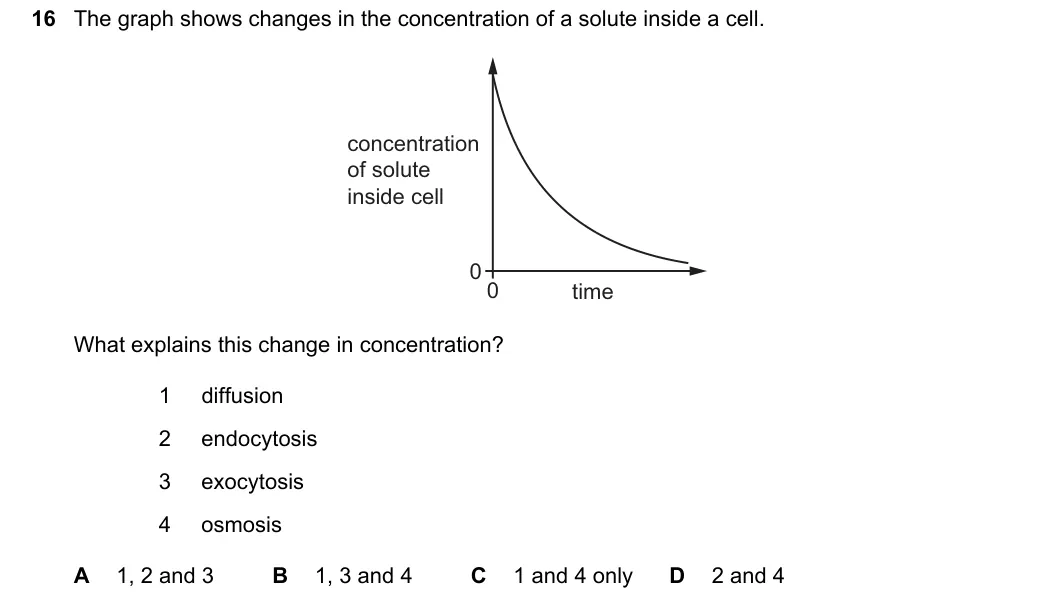 16 The graph shows changes in the concentration of a solute inside a cell.
concentration
of solute
inside cell
0
0
time
What explains this change in concentration?
1 diffusion
2 endocytosis
3 exocytosis
4 osmosis
A 1, 2 and 3 B 1, 3 and 4 C 1 and 4 only D 2 and 4